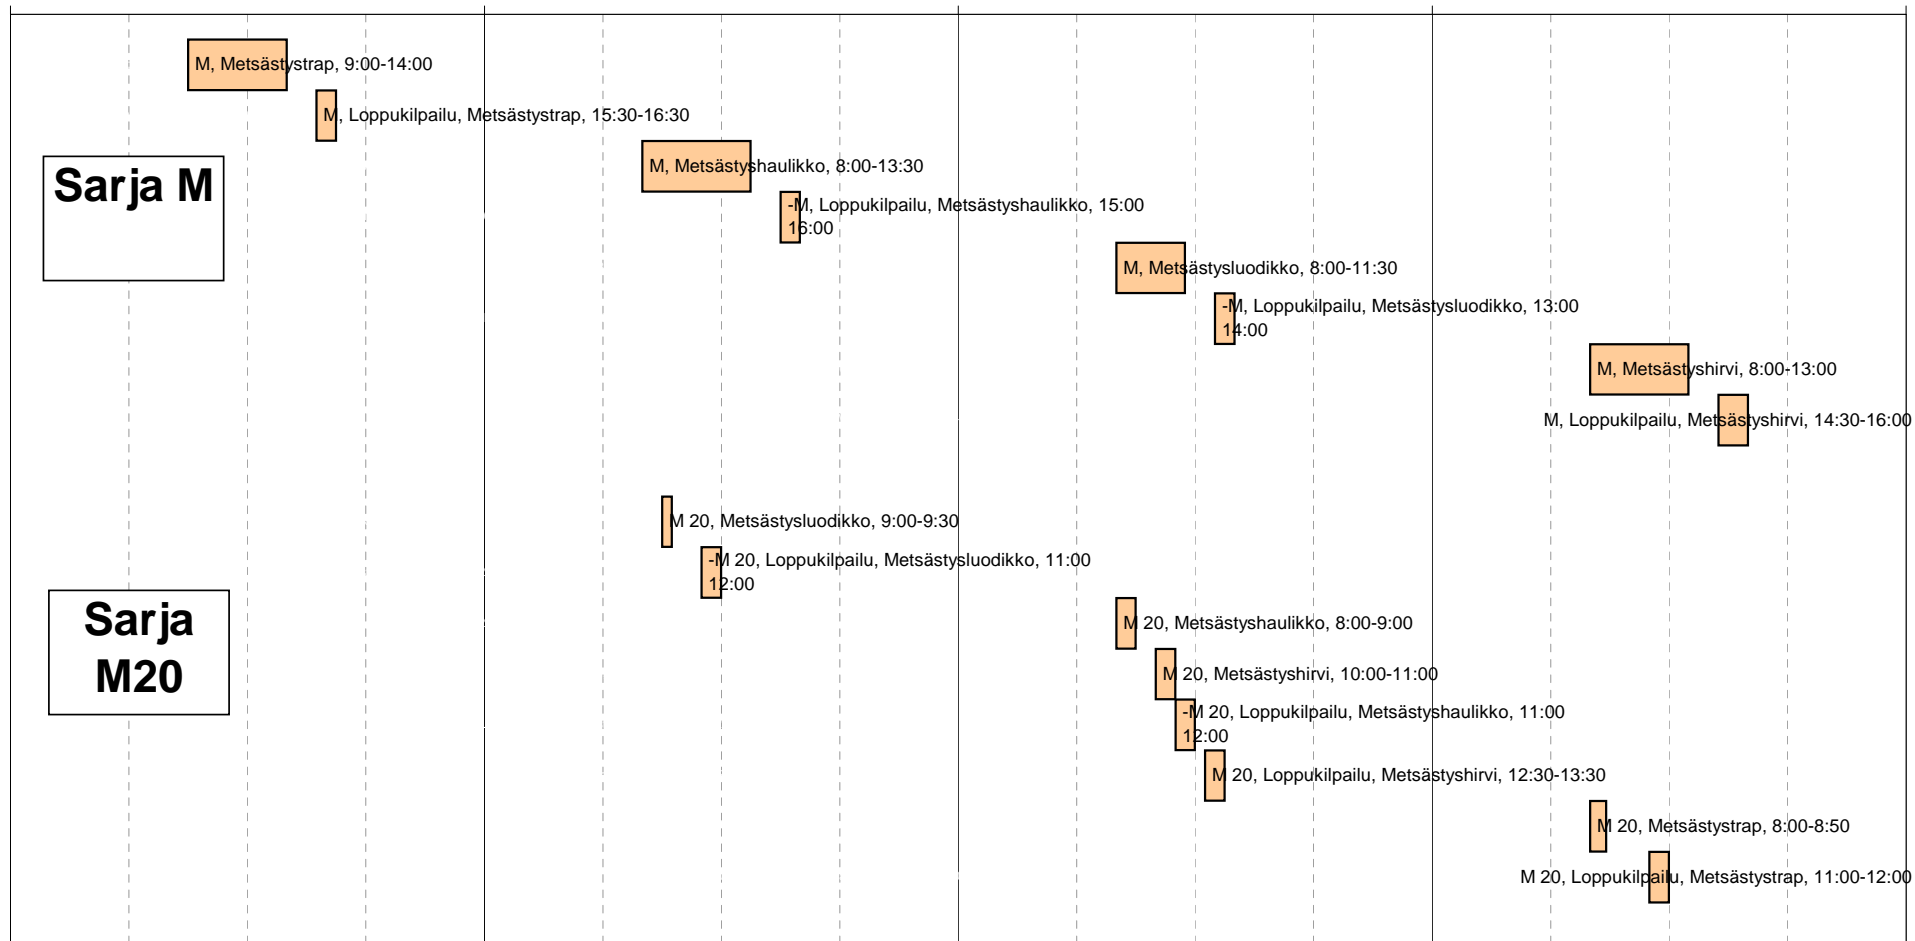 M, Metsästystrap, 9:00-14:00
M, Loppukilpailu, Metsästystrap, 15:30-16:30
M, Metsästyshaulikko, 8:00-13:30
Sarja M
-M, Loppukilpailu, Metsästyshaulikko, 15:00
16:00
M, Metsästysluodikko, 8:00-11:30
-M, Loppukilpailu, Metsästysluodikko, 13:00
14:00
M, Metsästyshirvi, 8:00-13:00
M, Loppukilpailu, Metsästyshirvi, 14:30-16:00
M 20, Metsästysluodikko, 9:00-9:30
-M 20, Loppukilpailu, Metsästysluodikko, 11:00
12:00
Sarja
M20
M 20, Metsästyshaulikko, 8:00-9:00
M 20, Metsästyshirvi, 10:00-11:00
-M 20, Loppukilpailu, Metsästyshaulikko, 11:00
12:00
M 20, Loppukilpailu, Metsästyshirvi, 12:30-13:30
M 20, Metsästystrap, 8:00-8:50
M 20, Loppukilpailu, Metsästystrap, 11:00-12:00